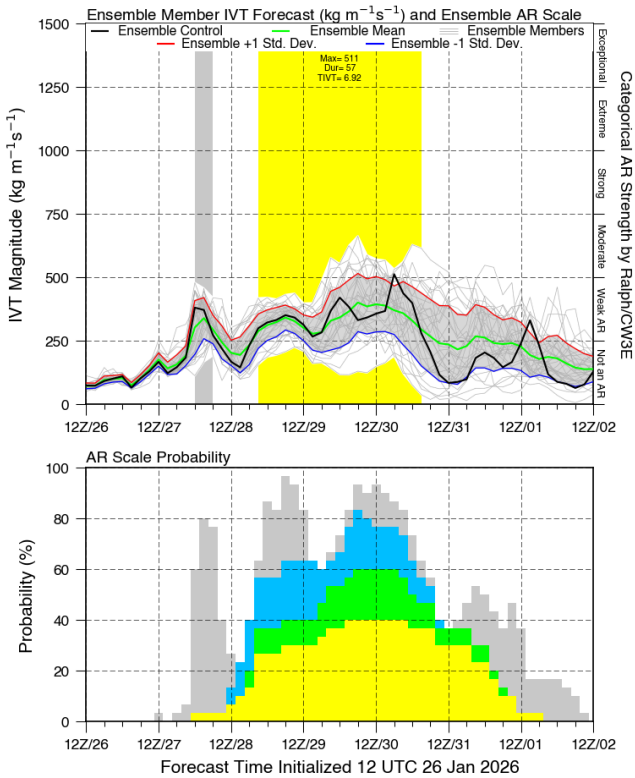 Ensemble Member IVT Forecast (kg m⁻¹s⁻¹) and Ensemble AR Scale
Ensemble Control
Ensemble Mean
Ensemble Members
Ensemble +1 Std. Dev.
Ensemble -1 Std. Dev.
Max= 511
Dur= 57
TIVT= 6.92
IVT Magnitude (kg m⁻¹s⁻¹)
1500
1250
1000
750
500
250
0
Exceptional
Extreme
Strong
Moderate
Weak AR
Not an AR
Categorical AR Strength by Ralph/CW3E
12Z/26 12Z/27 12Z/28 12Z/29 12Z/30 12Z/31 12Z/01 12Z/02
AR Scale Probability
Probability (%)
100
80
60
40
20
0
12Z/26 12Z/27 12Z/28 12Z/29 12Z/30 12Z/31 12Z/01 12Z/02
Forecast Time Initialized 12 UTC 26 Jan 2026